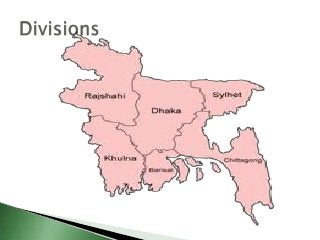 Divisions
Rajshahi
Sylhet
Dhaka
Khulna
Barisal
Chittagong